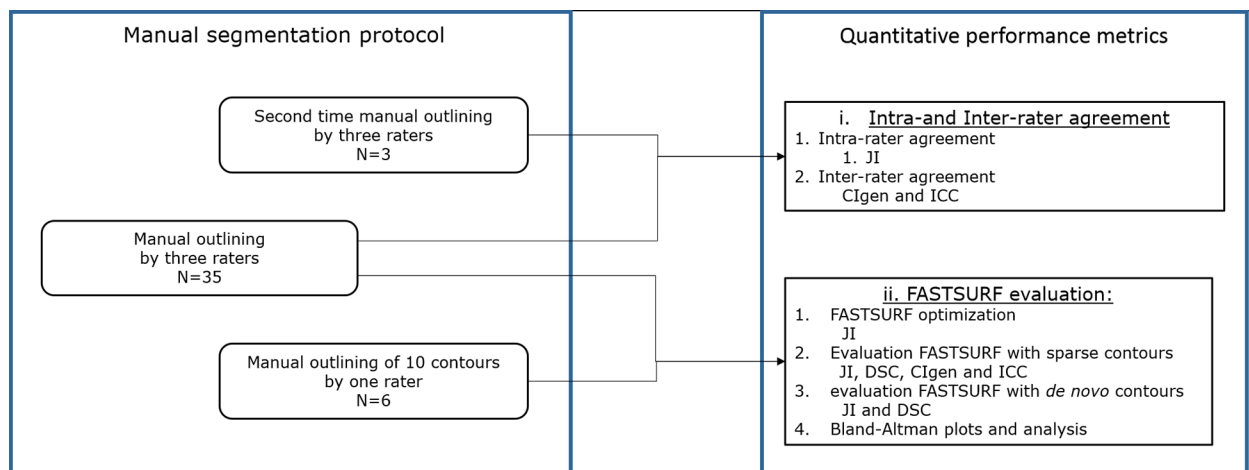 Manual segmentation protocol
Second time manual outlining
by three raters
N=3
Manual outlining
by three raters
N=35
Manual outlining of 10 contours
by one rater
N=6
Quantitative performance metrics
i. Intra-and Inter-rater agreement
1. Intra-rater agreement
1. JI
2. Inter-rater agreement
CIgen and ICC
ii. FASTSURF evaluation:
1. FASTSURF optimization
JI
2. Evaluation FASTSURF with sparse contours
JI, DSC, CIgen and ICC
3. evaluation FASTSURF with de novo contours
JI and DSC
4. Bland-Altman plots and analysis